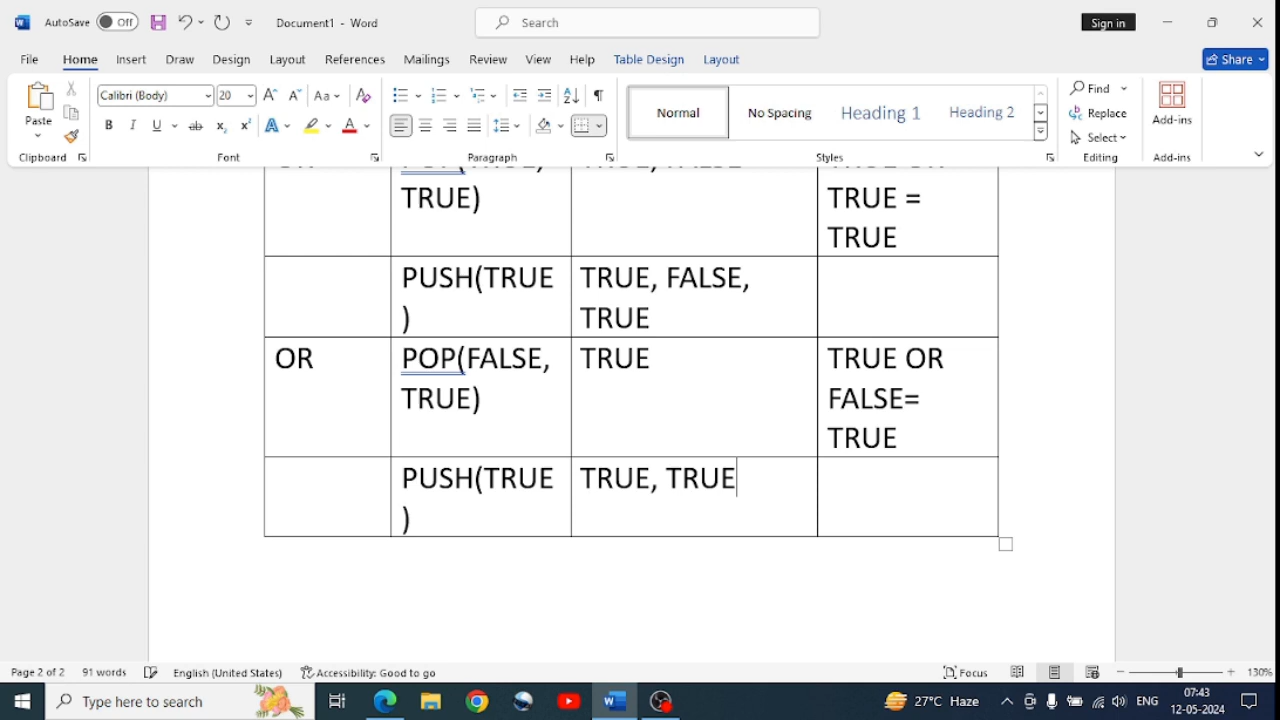 AutoSave Off Document1 - Word Search Sign in
File Home Insert Draw Design Layout References Mailings Review View Help Table Design Layout Share
Paste Calibri (Body) 20 Aa Normal No Spacing Heading 1 Heading 2 Find Replace Select Add-ins
B I U ab x₂ x² A A
Clipboard Font Paragraph Styles Editing Add-ins
TRUE)
TRUE =
TRUE
PUSH(TRUE
)
TRUE, FALSE,
TRUE
OR
POP(FALSE,
TRUE)
TRUE
TRUE OR
FALSE=
TRUE
PUSH(TRUE
)
TRUE, TRUE
Page 2 of 2 91 words English (United States) Accessibility: Good to go Focus 130%
Type here to search 27°C Haze ENG 07:43
12-05-2024